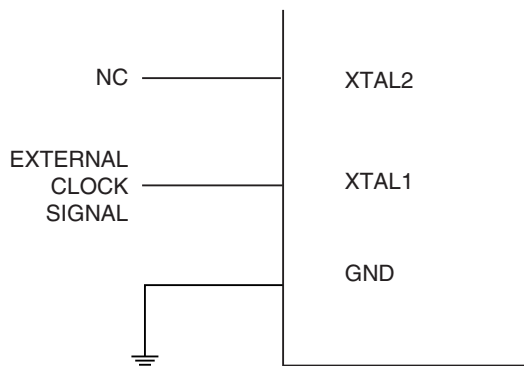 NC
XTAL2
EXTERNAL
CLOCK
SIGNAL
XTAL1
GND